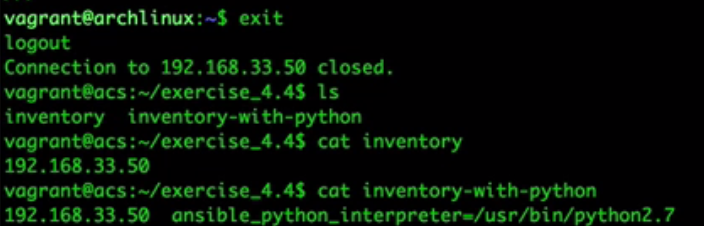 vagrant@archlinux:~$ exit
logout
Connection to 192.168.33.50 closed.
vagrant@acs:~/exercise_4.4$ ls
inventory  inventory-with-python
vagrant@acs:~/exercise_4.4$ cat inventory
192.168.33.50
vagrant@acs:~/exercise_4.4$ cat inventory-with-python
192.168.33.50  ansible_python_interpreter=/usr/bin/python2.7